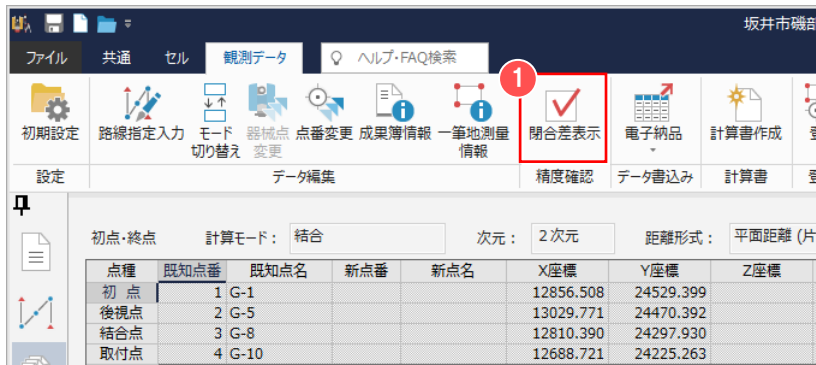 坂井市磯部
ファイル 共通 セル 観測データ ヘルプ・FAQ検索
1
初期設定 路線指定入力 モード切り替え 器械点変更 点番変更 成果簿情報 一筆地測量情報 閉合差表示 電子納品 計算書作成
設定 データ編集 精度確認 データ書込み 計算書
初点・終点 計算モード： 結合 次元： 2次元 距離形式： 平面距離 (片
点種 既知点番 既知点名 新点番 新点名 X座標 Y座標 Z座標
初 点 1 G-1 12856.508 24529.399
後視点 2 G-5 13029.771 24470.392
結合点 3 G-8 12810.390 24297.930
取付点 4 G-10 12688.721 24225.263